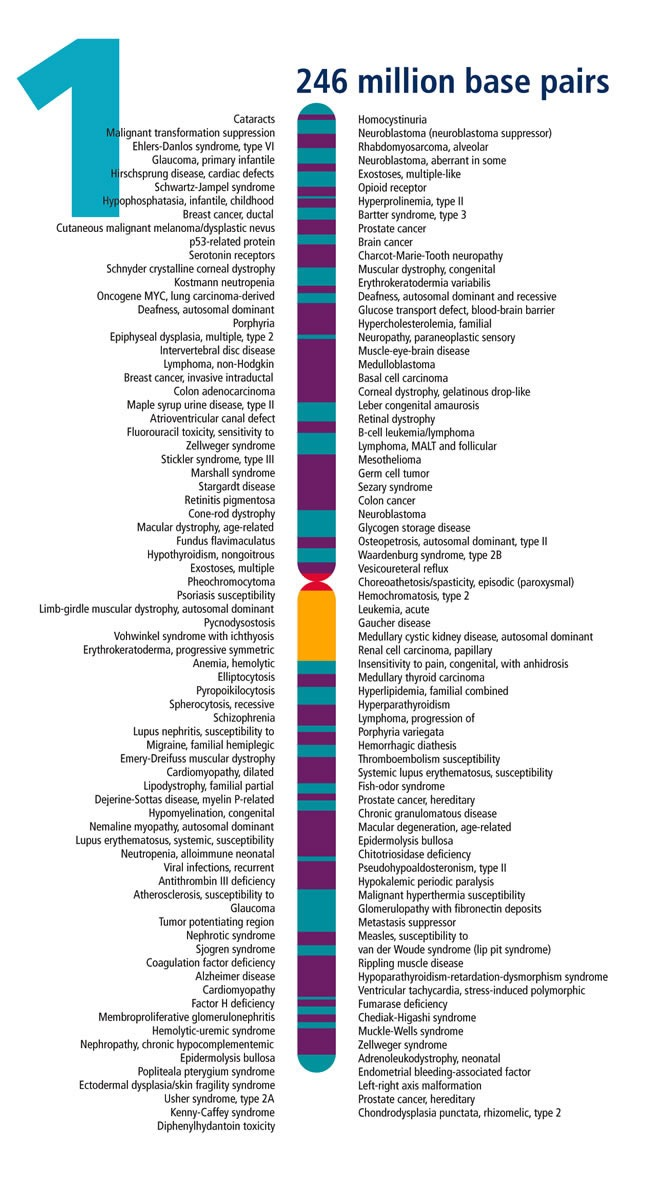 1
246 million base pairs
Cataracts
Malignant transformation suppression
Ehlers-Danlos syndrome, type VI
Glaucoma, primary infantile
Hirschsprung disease, cardiac defects
Schwartz-Jampel syndrome
Hypophosphatasia, infantile, childhood
Breast cancer, ductal
Cutaneous malignant melanoma/dysplastic nevus
p53-related protein
Serotonin receptors
Schnyder crystalline corneal dystrophy
Kostmann neutropenia
Oncogene MYC, lung carcinoma-derived
Deafness, autosomal dominant
Porphyria
Epiphyseal dysplasia, multiple, type 2
Intervertebral disc disease
Lymphoma, non-Hodgkin
Breast cancer, invasive intraductal
Colon adenocarcinoma
Maple syrup urine disease, type II
Atrioventricular canal defect
Fluorouracil toxicity, sensitivity to
Zellweger syndrome
Stickler syndrome, type III
Marshall syndrome
Stargardt disease
Retinitis pigmentosa
Cone-rod dystrophy
Macular dystrophy, age-related
Fundus flavimaculatus
Hypothyroidism, nongoitrous
Exostoses, multiple
Pheochromocytoma
Psoriasis susceptibility
Limb-girdle muscular dystrophy, autosomal dominant
Pycnodysostosis
Vohwinkel syndrome with ichthyosis
Erythrokeratoderma, progressive symmetric
Anemia, hemolytic
Elliptocytosis
Pyropoikilocytosis
Spherocytosis, recessive
Schizophrenia
Lupus nephritis, susceptibility to
Migraine, familial hemiplegic
Emery-Dreifuss muscular dystrophy
Cardiomyopathy, dilated
Lipodystrophy, familial partial
Dejerine-Sottas disease, myelin P-related
Hypomyelination, congenital
Nemaline myopathy, autosomal dominant
Lupus erythematosus, systemic, susceptibility
Neutropenia, alloimmune neonatal
Viral infections, recurrent
Antithrombin III deficiency
Atherosclerosis, susceptibility to
Glaucoma
Tumor potentiating region
Nephrotic syndrome
Sjogren syndrome
Coagulation factor deficiency
Alzheimer disease
Cardiomyopathy
Factor H deficiency
Membroproliferative glomerulonephritis
Hemolytic-uremic syndrome
Nephropathy, chronic hypocomplementemic
Epidermolysis bullosa
Popliteala pterygium syndrome
Ectodermal dysplasia/skin fragility syndrome
Usher syndrome, type 2A
Kenny-Caffey syndrome
Diphenylhydantoin toxicity
Homocystinuria
Neuroblastoma (neuroblastoma suppressor)
Rhabdomyosarcoma, alveolar
Neuroblastoma, aberrant in some
Exostoses, multiple-like
Opioid receptor
Hyperprolinemia, type II
Bartter syndrome, type 3
Prostate cancer
Brain cancer
Charcot-Marie-Tooth neuropathy
Muscular dystrophy, congenital
Erythrokeratodermia variabilis
Deafness, autosomal dominant and recessive
Glucose transport defect, blood-brain barrier
Hypercholesterolemia, familial
Neuropathy, paraneoplastic sensory
Muscle-eye-brain disease
Medulloblastoma
Basal cell carcinoma
Corneal dystrophy, gelatinous drop-like
Leber congenital amaurosis
Retinal dystrophy
B-cell leukemia/lymphoma
Lymphoma, MALT and follicular
Mesothelioma
Germ cell tumor
Sezary syndrome
Colon cancer
Neuroblastoma
Glycogen storage disease
Osteopetrosis, autosomal dominant, type II
Waardenburg syndrome, type 2B
Vesicoureteral reflux
Choreoathetosis/spasticity, episodic (paroxysmal)
Hemochromatosis, type 2
Leukemia, acute
Gaucher disease
Medullary cystic kidney disease, autosomal dominant
Renal cell carcinoma, papillary
Insensitivity to pain, congenital, with anhidrosis
Medullary thyroid carcinoma
Hyperlipidemia, familial combined
Hyperparathyroidism
Lymphoma, progression of
Porphyria variegata
Hemorrhagic diathesis
Thromboembolism susceptibility
Systemic lupus erythematosus, susceptibility
Fish-odor syndrome
Prostate cancer, hereditary
Chronic granulomatous disease
Macular degeneration, age-related
Epidermolysis bullosa
Chitotriosidase deficiency
Pseudohypoaldosteronism, type II
Hypokalemic periodic paralysis
Malignant hyperthermia susceptibility
Glomerulopathy with fibronectin deposits
Metastasis suppressor
Measles, susceptibility to
van der Woude syndrome (lip pit syndrome)
Rippling muscle disease
Hypoparathyroidism-retardation-dysmorphism syndrome
Ventricular tachycardia, stress-induced polymorphic
Fumarase deficiency
Chediak-Higashi syndrome
Muckle-Wells syndrome
Zellweger syndrome
Adrenoleukodystrophy, neonatal
Endometrial bleeding-associated factor
Left-right axis malformation
Prostate cancer, hereditary
Chondrodysplasia punctata, rhizomelic, type 2